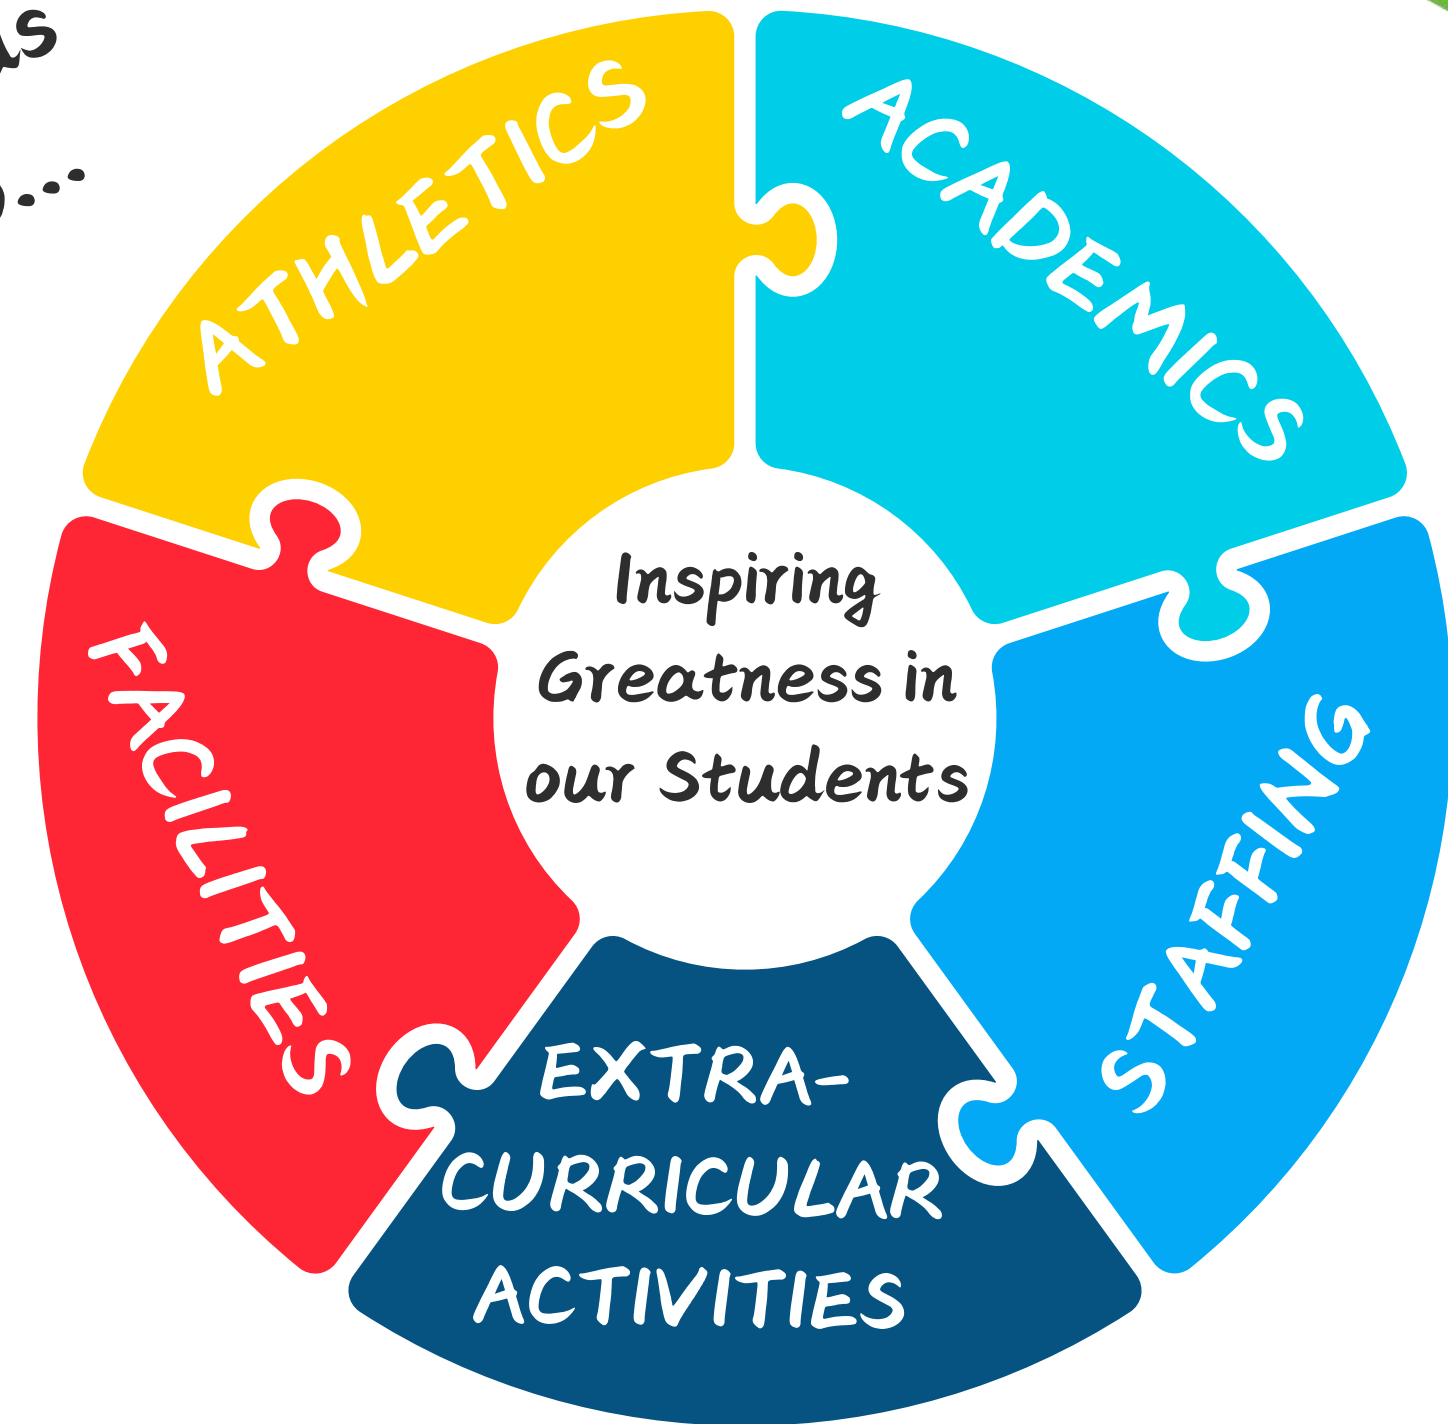 ATHLETICS
ACADEMICS
Inspiring
Greatness in
our Students
FACILITIES
STAFFING
EXTRA-
CURRICULAR
ACTIVITIES